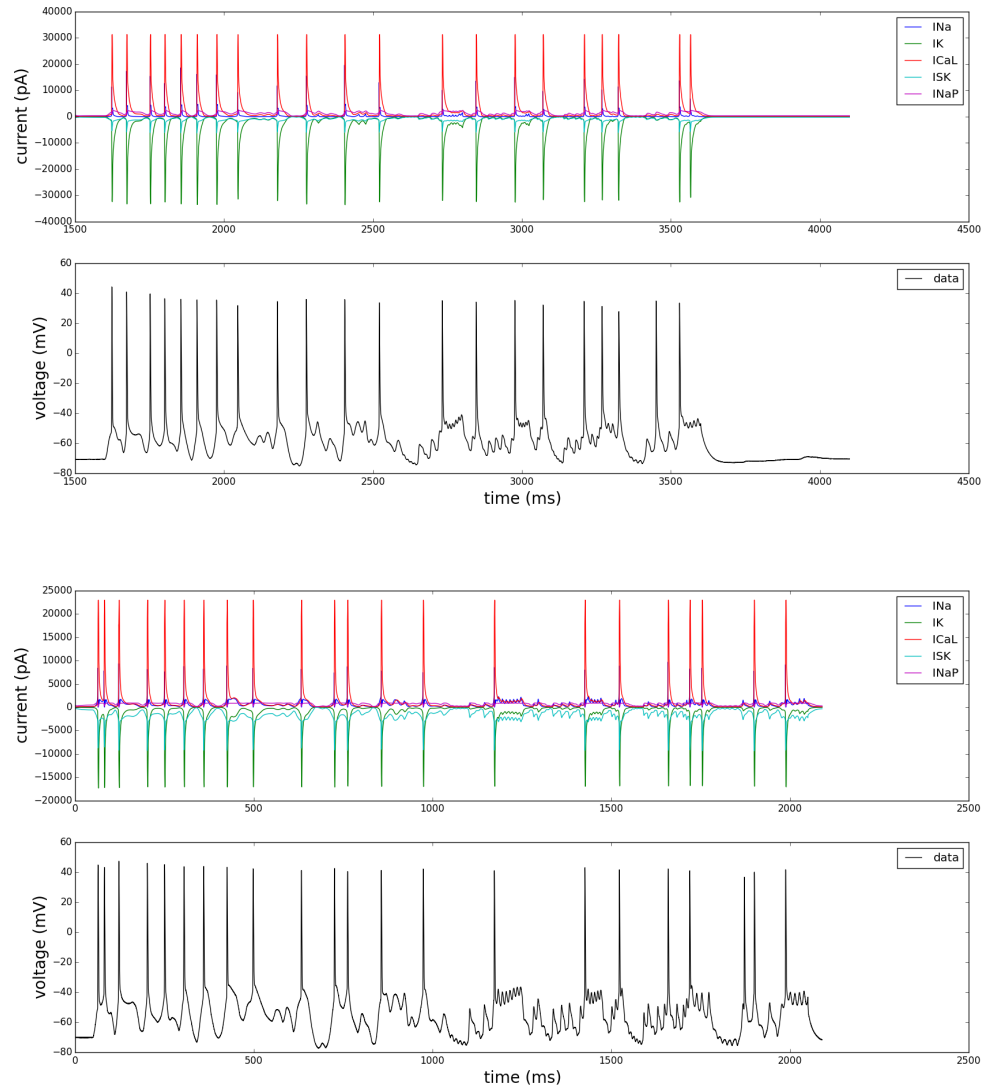 40000
30000
20000
10000
0
−10000
−20000
−30000
−40000
current (pA)
INa
IK
ICaL
ISK
INaP
1500 2000 2500 3000 3500 4000 4500
60
40
20
0
−20
−40
−60
−80
voltage (mV)
data
1500 2000 2500 3000 3500 4000 4500
time (ms)
25000
20000
15000
10000
5000
0
−5000
−10000
−15000
−20000
current (pA)
INa
IK
ICaL
ISK
INaP
0 500 1000 1500 2000 2500
60
40
20
0
−20
−40
−60
−80
voltage (mV)
data
0 500 1000 1500 2000 2500
time (ms)